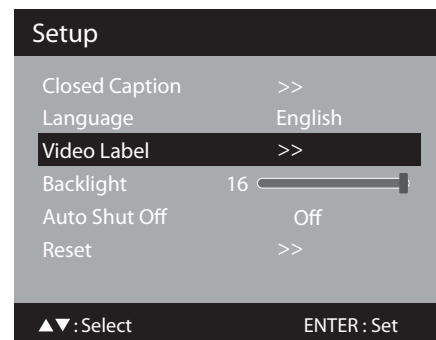 Setup
Closed Caption >>
Language English
Video Label >>
Backlight 16
Auto Shut Off Off
Reset >>
▲▼: Select ENTER : Set